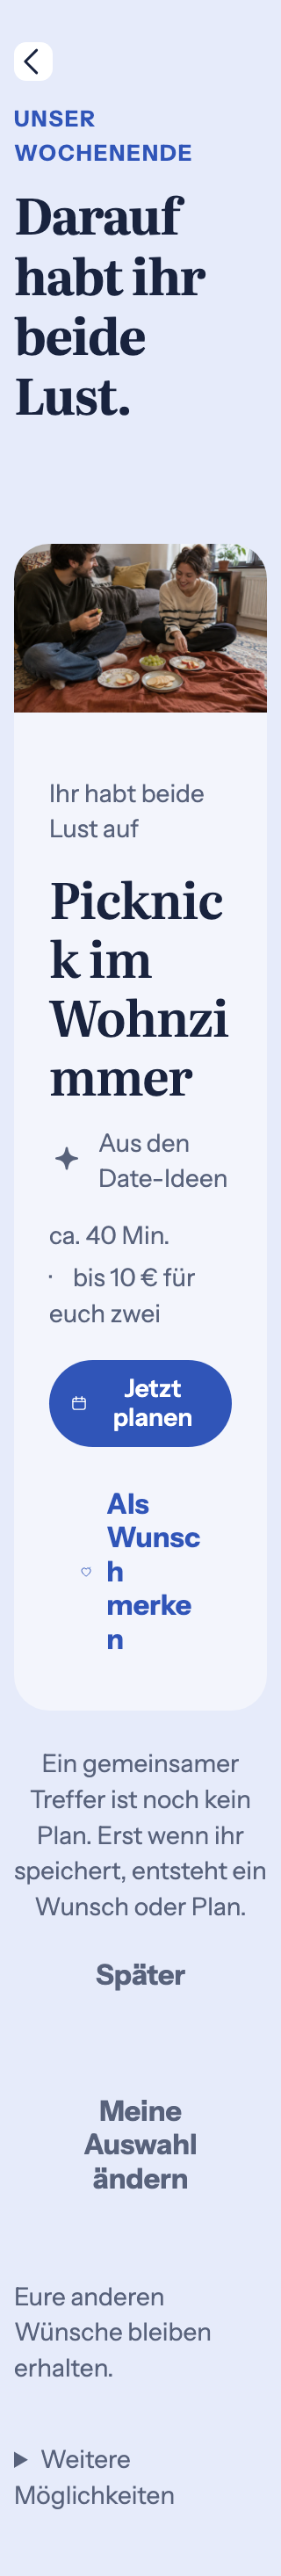 UNSER
WOCHENENDE
Darauf
habt ihr
beide
Lust.
Ihr habt beide
Lust auf
Picknic
k im
Wohnzi
mmer
Aus den
Date-Ideen
ca. 40 Min.
· bis 10 € für
euch zwei
Jetzt
planen
Als
Wunsc
h
merke
n
Ein gemeinsamer
Treffer ist noch kein
Plan. Erst wenn ihr
speichert, entsteht ein
Wunsch oder Plan.
Später
Meine
Auswahl
ändern
Eure anderen
Wünsche bleiben
erhalten.
Weitere
Möglichkeiten